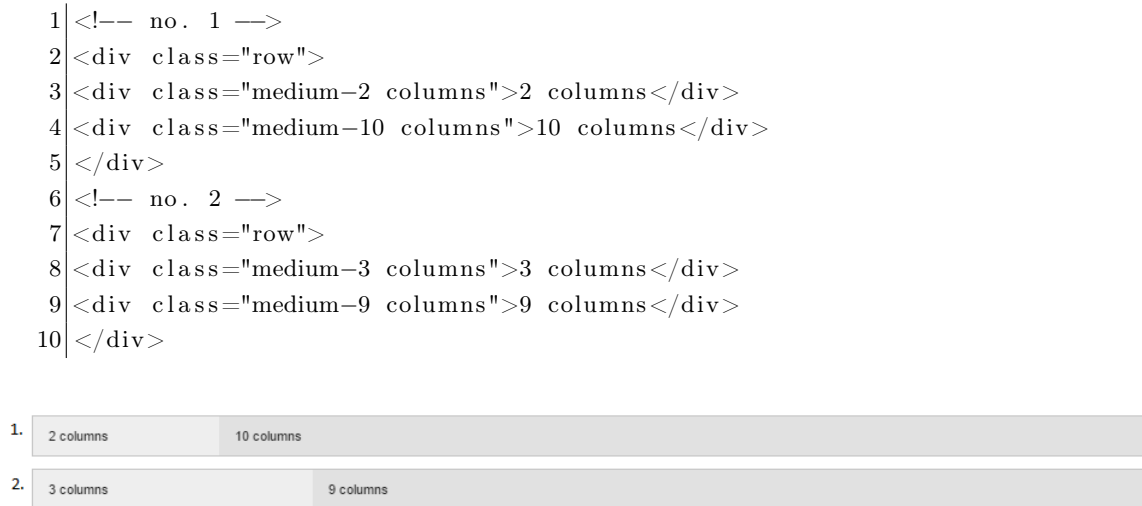 1 <!-- no. 1 -->
2 <div class="row">
3 <div class="medium-2 columns">2 columns</div>
4 <div class="medium-10 columns">10 columns</div>
5 </div>
6 <!-- no. 2 -->
7 <div class="row">
8 <div class="medium-3 columns">3 columns</div>
9 <div class="medium-9 columns">9 columns</div>
10 </div>
1. 2 columns 10 columns
2. 3 columns 9 columns